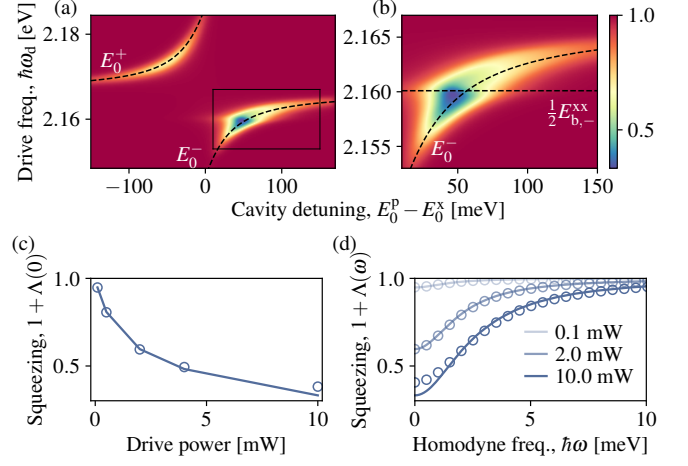 (a)
(b)
Drive freq., ħω_d [eV]
2.18
2.16
E_0^+
E_0^−
−100
0
100
2.165
2.160
2.155
½E_{b,−}^{xx}
E_0^−
50
100
150
1.0
0.5
Cavity detuning, E_0^p − E_0^x [meV]
(c)
(d)
Squeezing, 1 + Λ(0)
1.0
0.5
0
5
10
Drive power [mW]
Squeezing, 1 + Λ(ω)
1.0
0.5
0.1 mW
2.0 mW
10.0 mW
0
5
10
Homodyne freq., ħω [meV]